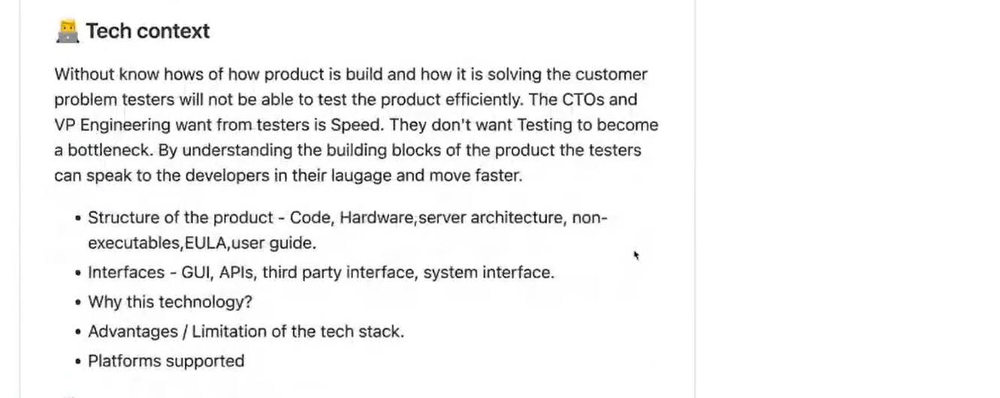 Tech context
Without know hows of how product is build and how it is solving the customer
problem testers will not be able to test the product efficiently. The CTOs and
VP Engineering want from testers is Speed. They don't want Testing to become
a bottleneck. By understanding the building blocks of the product the testers
can speak to the developers in their laugage and move faster.
• Structure of the product - Code, Hardware,server architecture, non-
executables,EULA,user guide.
• Interfaces - GUI, APIs, third party interface, system interface.
• Why this technology?
• Advantages / Limitation of the tech stack.
• Platforms supported